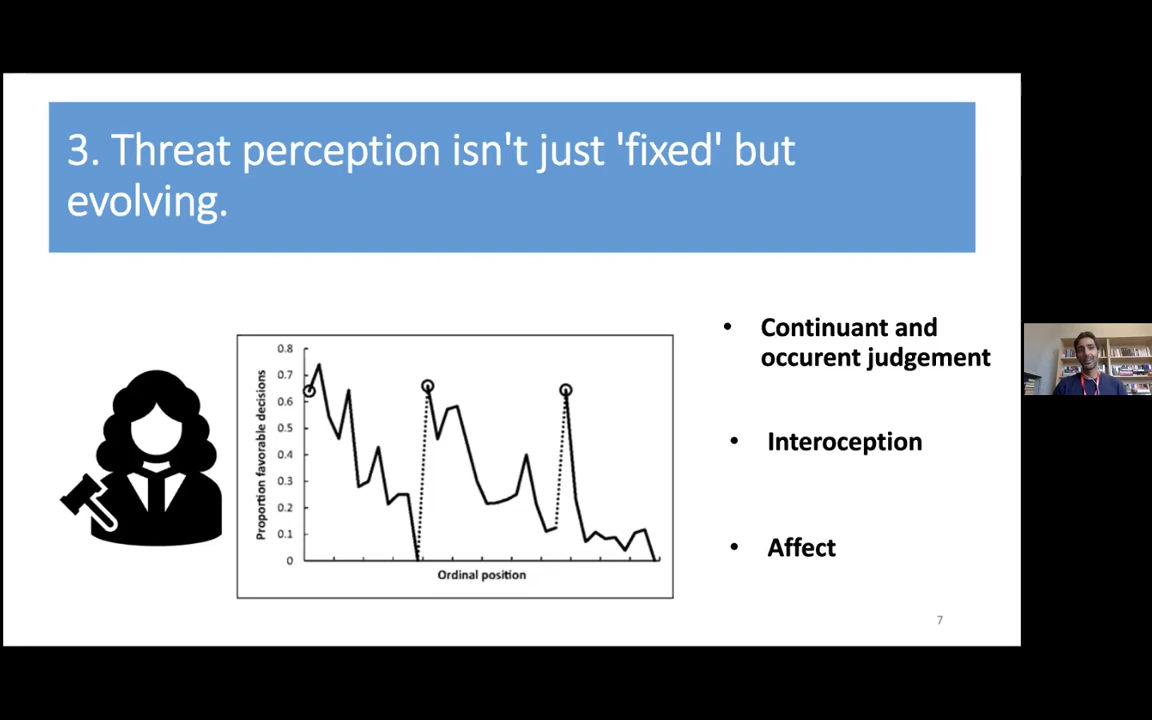 3. Threat perception isn't just 'fixed' but
evolving.
0.8
0.7
0.6
0.5
0.4
0.3
0.2
0.1
0
Proportion favorable decisions
Ordinal position
• Continuant and
occurent judgement
• Interoception
• Affect
7